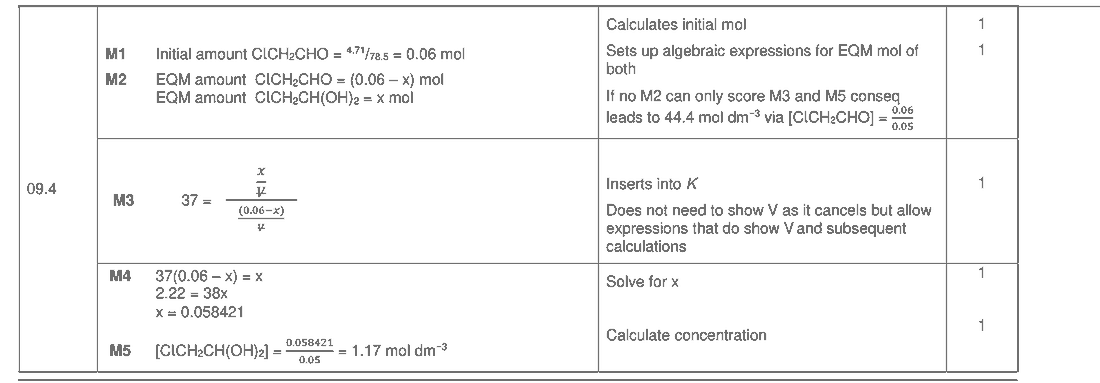 Calculates initial mol 1
M1 Initial amount ClCH₂CHO = ⁴·⁷¹/₇₈.₅ = 0.06 mol
Sets up algebraic expressions for EQM mol of both 1
M2 EQM amount ClCH₂CHO = (0.06 – x) mol
EQM amount ClCH₂CH(OH)₂ = x mol
If no M2 can only score M3 and M5 conseq
leads to 44.4 mol dm⁻³ via [ClCH₂CHO] = 0.06/0.05
09.4
M3 37 = (x/V) / ((0.06−x)/V)
Inserts into K 1
Does not need to show V as it cancels but allow
expressions that do show V and subsequent
calculations
M4 37(0.06 – x) = x
2.22 = 38x
x = 0.058421
Solve for x 1
M5 [ClCH₂CH(OH)₂] = 0.058421/0.05 = 1.17 mol dm⁻³
Calculate concentration 1